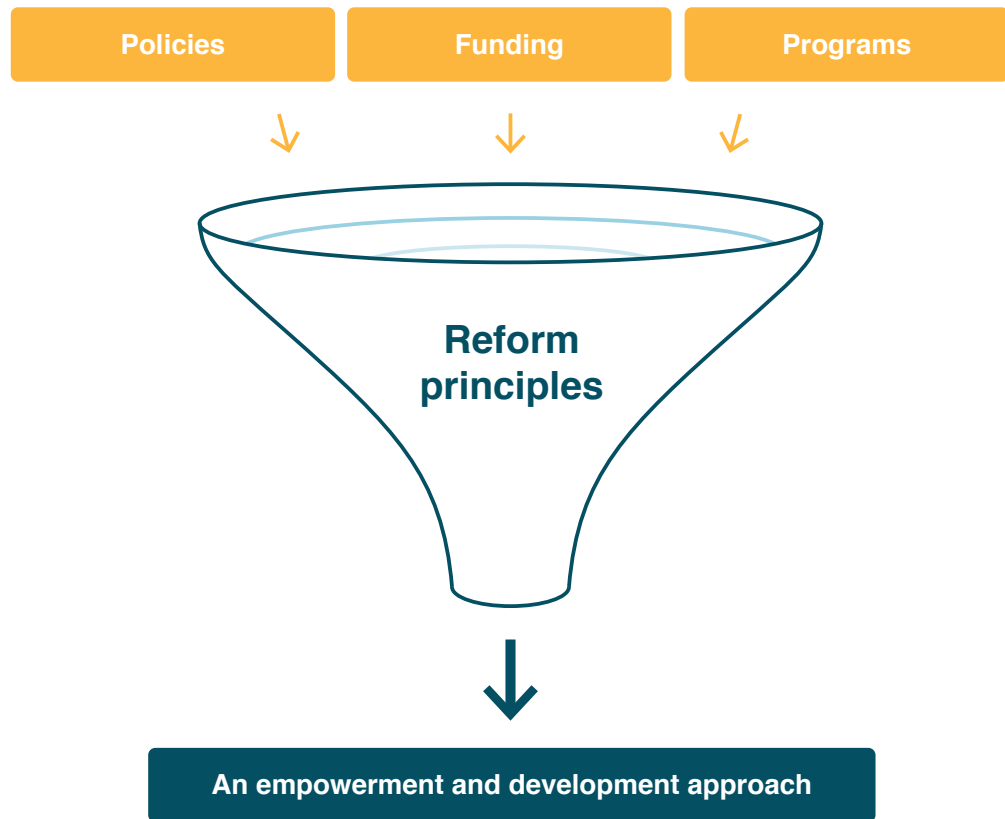 Policies
Funding
Programs
Reform
principles
An empowerment and development approach